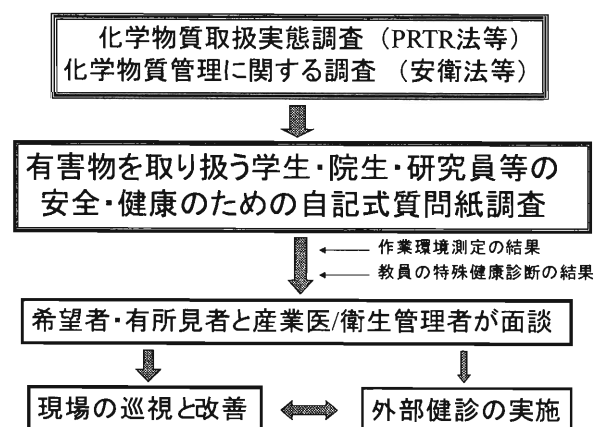 化学物質取扱実態調査（PRTR法等）
化学物質管理に関する調査（安衛法等）
有害物を取り扱う学生・院生・研究員等の
安全・健康のための自記式質問紙調査
作業環境測定の結果
教員の特殊健康診断の結果
希望者・有所見者と産業医/衛生管理者が面談
現場の巡視と改善
外部健診の実施